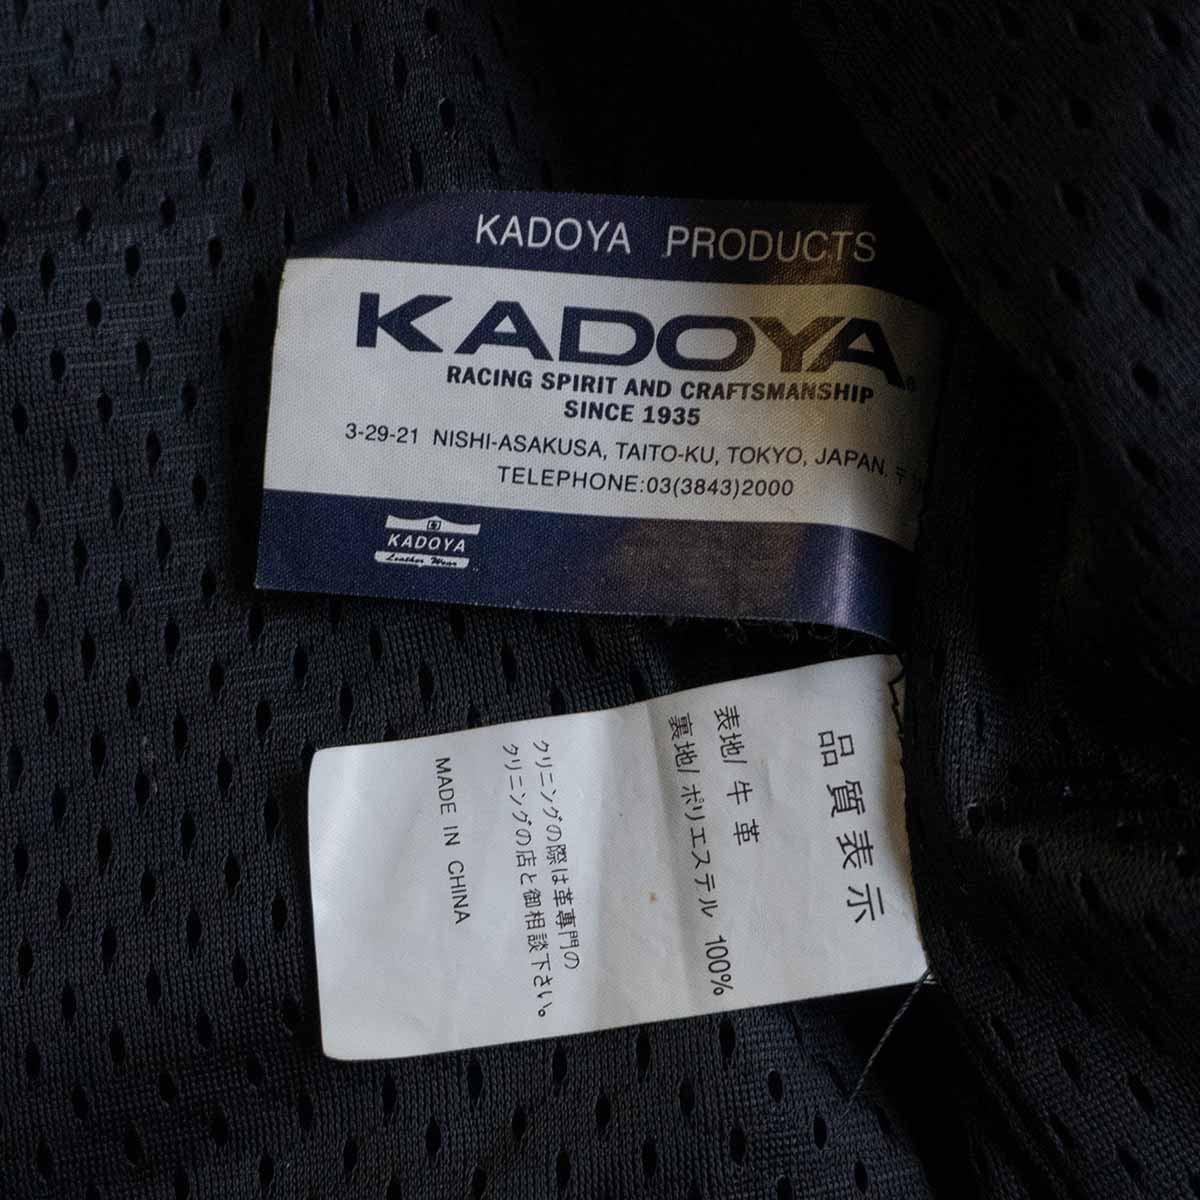 KADOYA PRODUCTS
KADOYA®
RACING SPIRIT AND CRAFTSMANSHIP
SINCE 1935
3-29-21 NISHI-ASAKUSA, TAITO-KU, TOKYO, JAPAN. 〒
TELEPHONE:03(3843)2000
KADOYA
Leather Wear
品質表示
表地/ 牛革
裏地/ ポリエステル 100%
クリニングの際は革専門の
クリニングの店と御相談下さい。
MADE IN CHINA